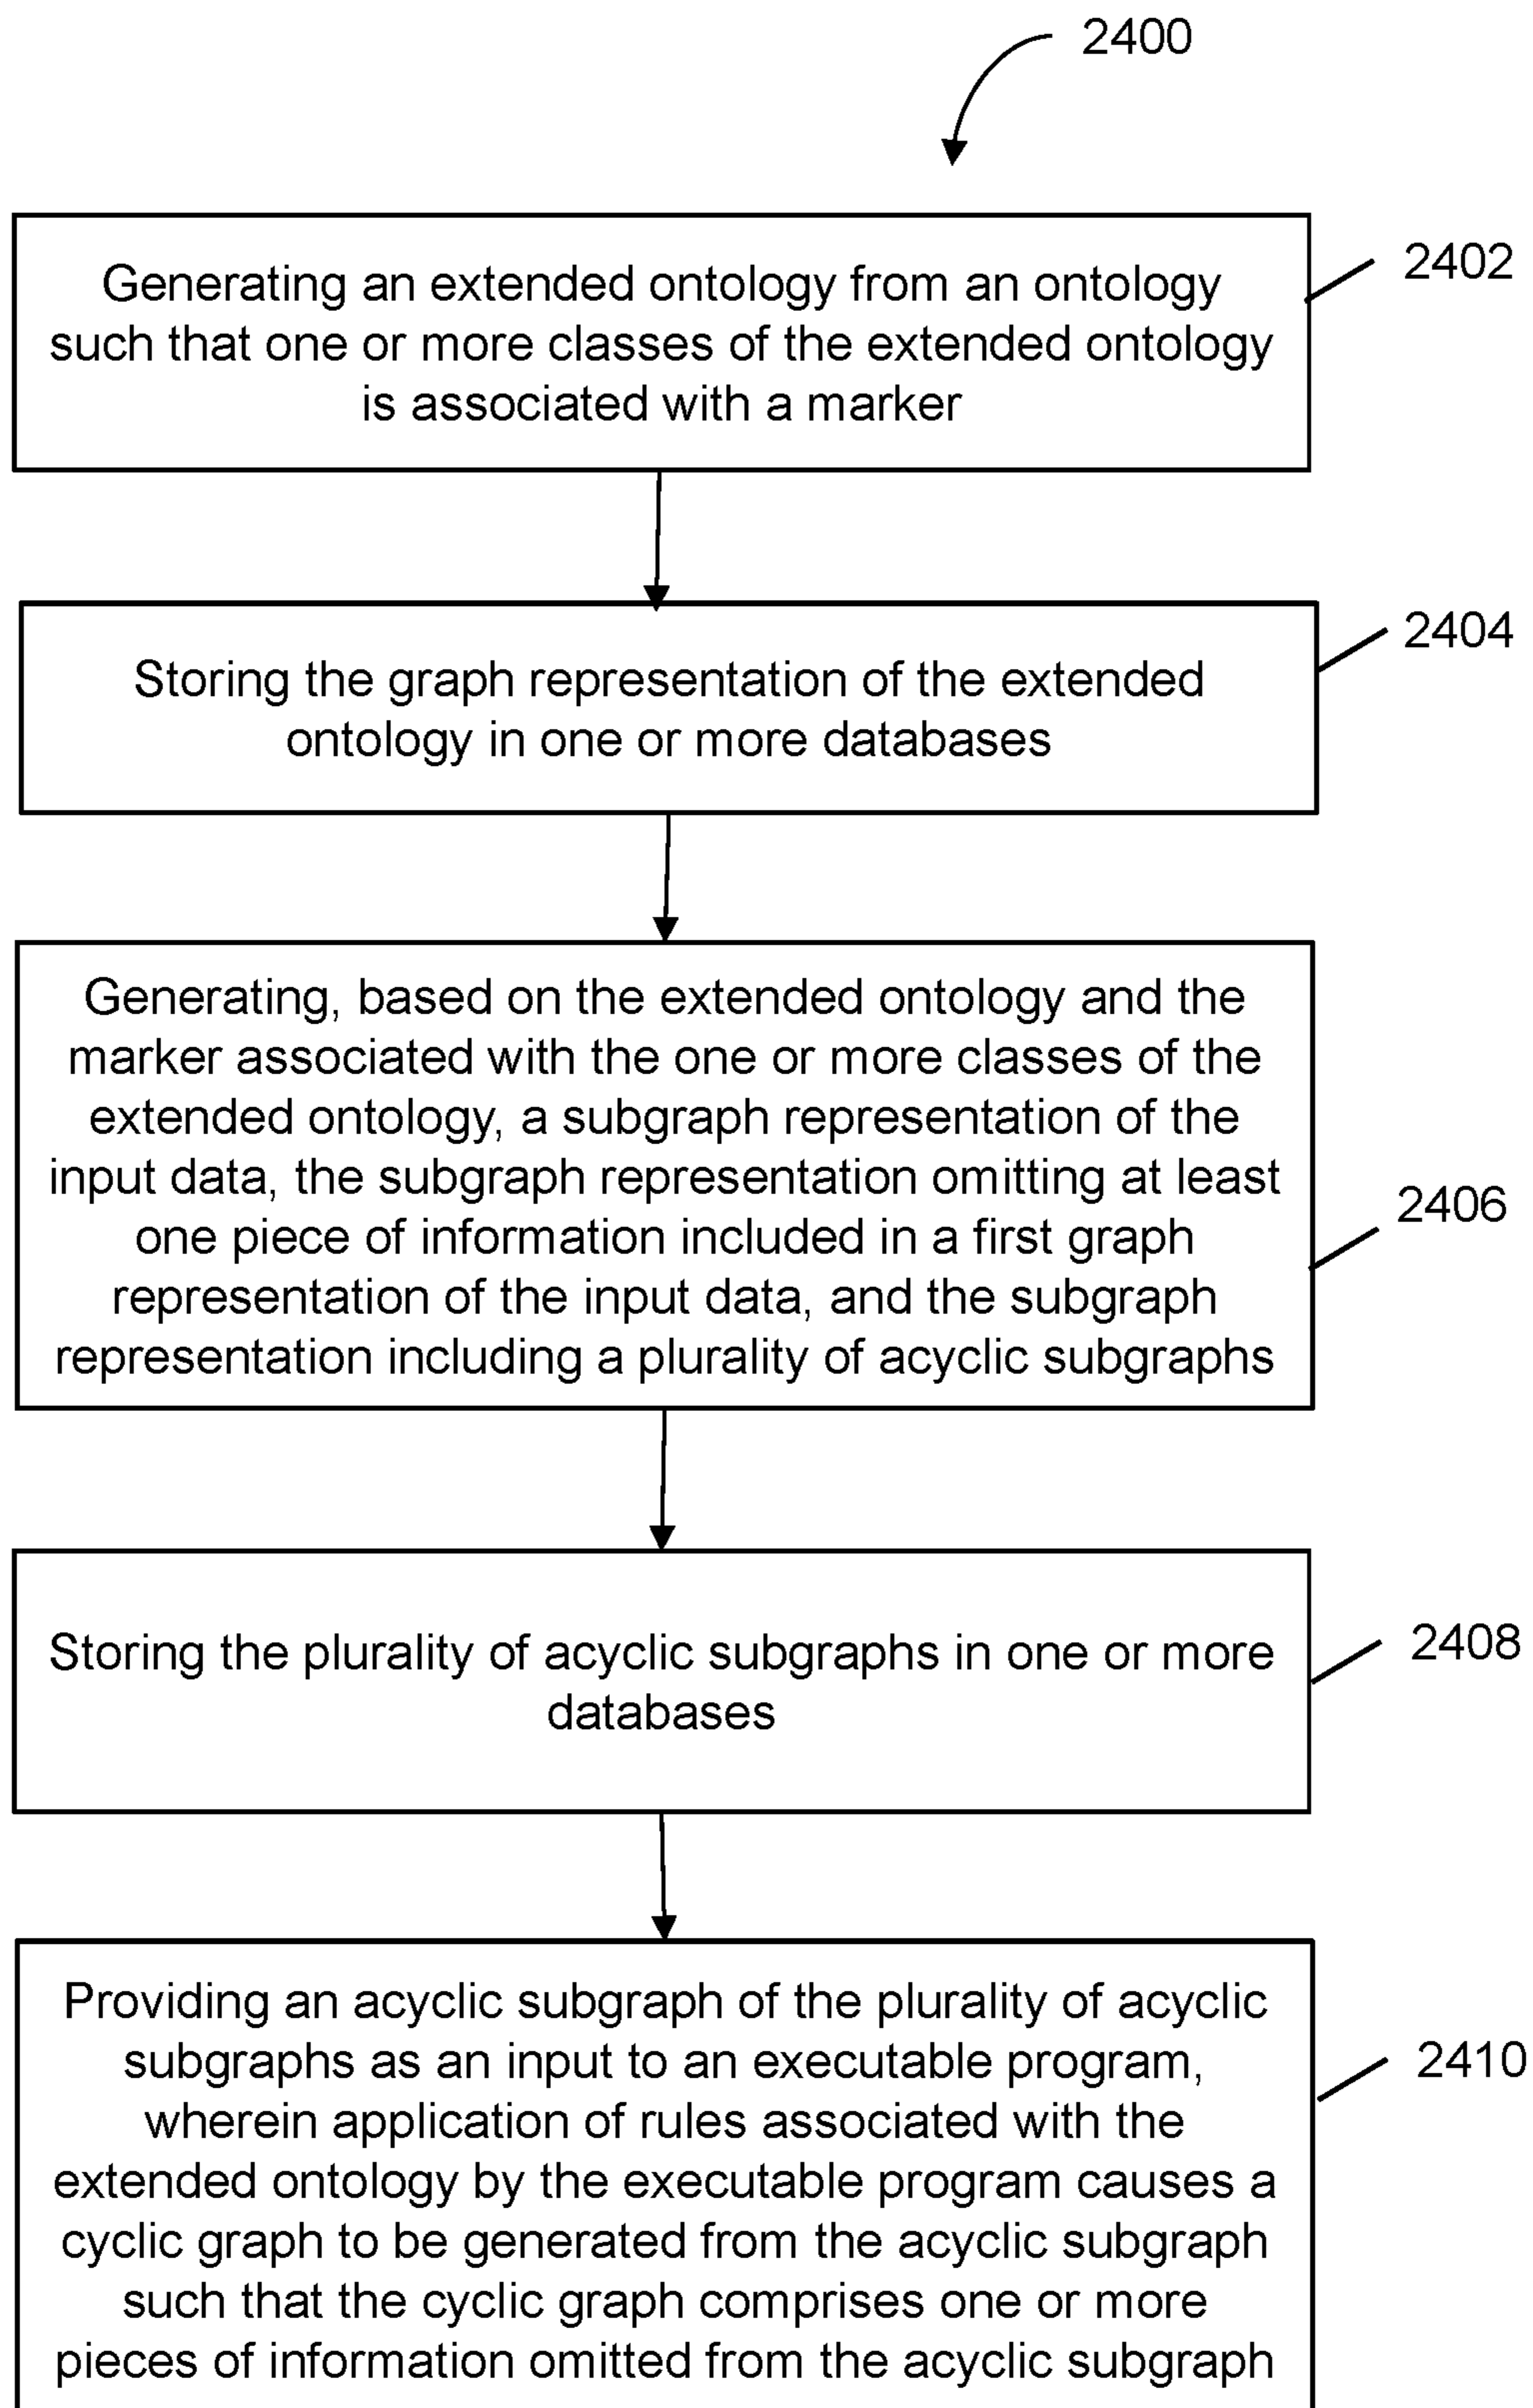 2400
Generating an extended ontology from an ontology
such that one or more classes of the extended ontology
is associated with a marker
2402
Storing the graph representation of the extended
ontology in one or more databases
2404
Generating, based on the extended ontology and the
marker associated with the one or more classes of the
extended ontology, a subgraph representation of the
input data, the subgraph representation omitting at least
one piece of information included in a first graph
representation of the input data, and the subgraph
representation including a plurality of acyclic subgraphs
2406
Storing the plurality of acyclic subgraphs in one or more
databases
2408
Providing an acyclic subgraph of the plurality of acyclic
subgraphs as an input to an executable program,
wherein application of rules associated with the
extended ontology by the executable program causes a
cyclic graph to be generated from the acyclic subgraph
such that the cyclic graph comprises one or more
pieces of information omitted from the acyclic subgraph
2410